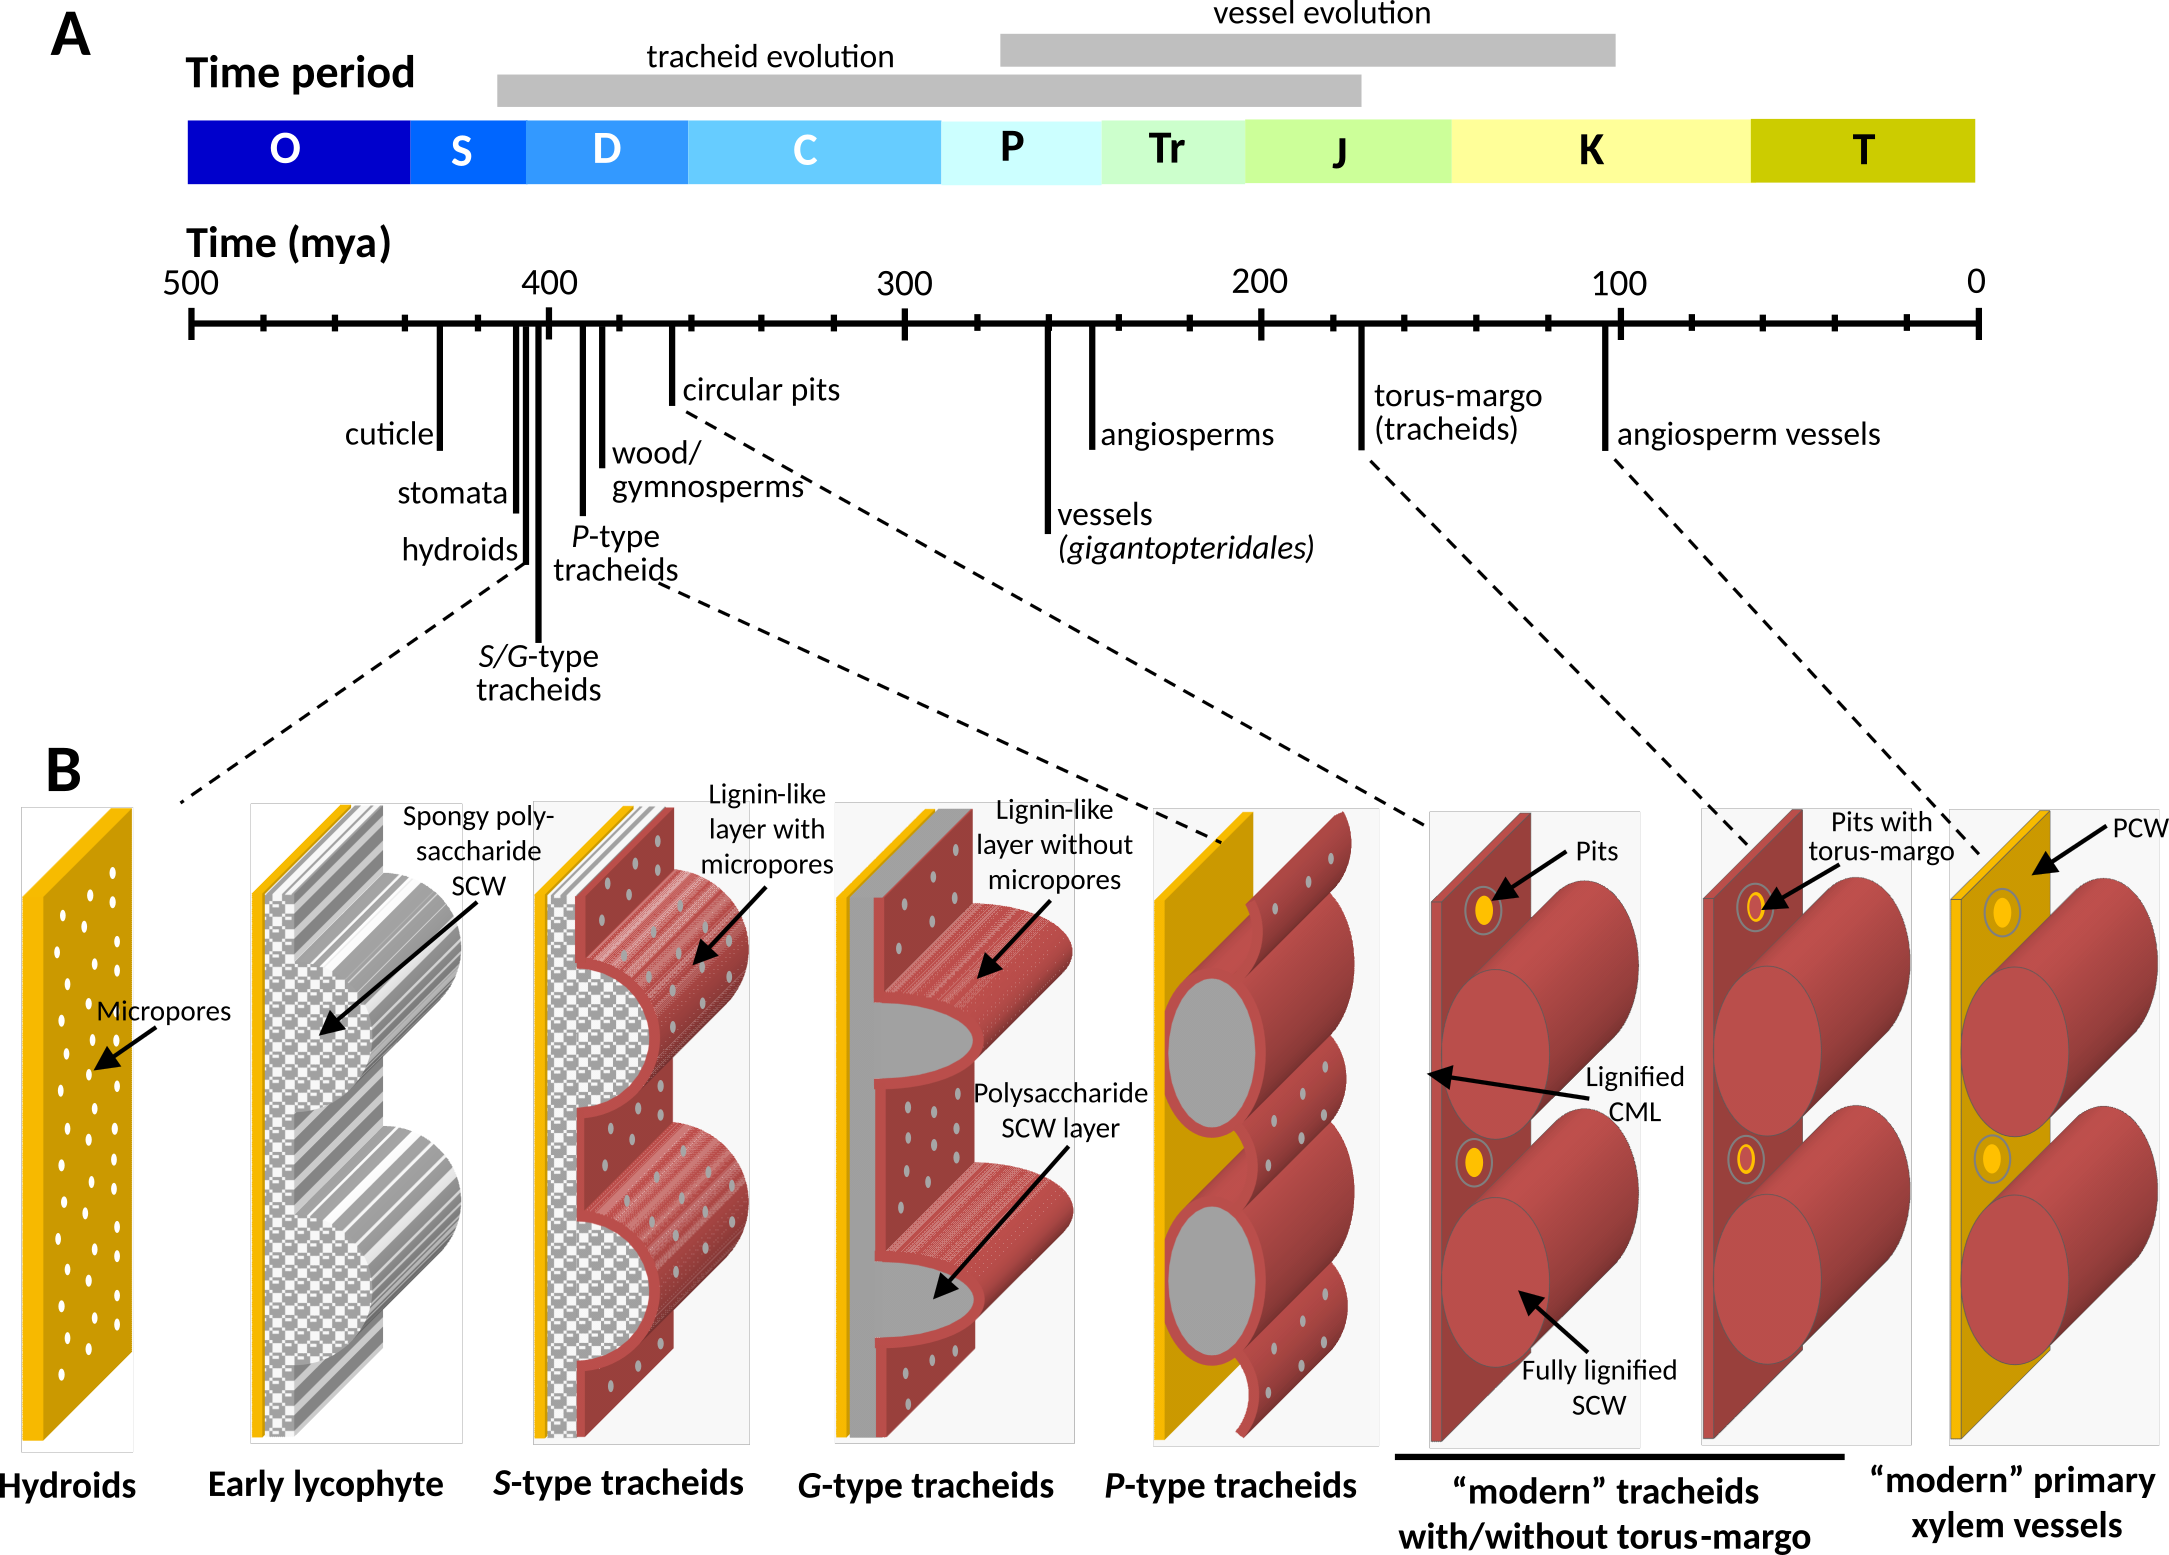 A
vessel evolution
tracheid evolution
Time period
O S D C P Tr J K T
Time (mya)
500 400 300 200 100 0
circular pits
torus-margo
(tracheids)
cuticle
angiosperms
angiosperm vessels
wood/
gymnosperms
stomata
vessels
(gigantopteridales)
hydroids
P-type
tracheids
S/G-type
tracheids
B
Spongy poly-
saccharide
SCW
Lignin-like
layer with
micropores
Lignin-like
layer without
micropores
Pits
Pits with
torus-margo
PCW
Micropores
Polysaccharide
SCW layer
Lignified
CML
Fully lignified
SCW
Hydroids
Early lycophyte
S-type tracheids
G-type tracheids
P-type tracheids
“modern” tracheids
with/without torus-margo
“modern” primary
xylem vessels